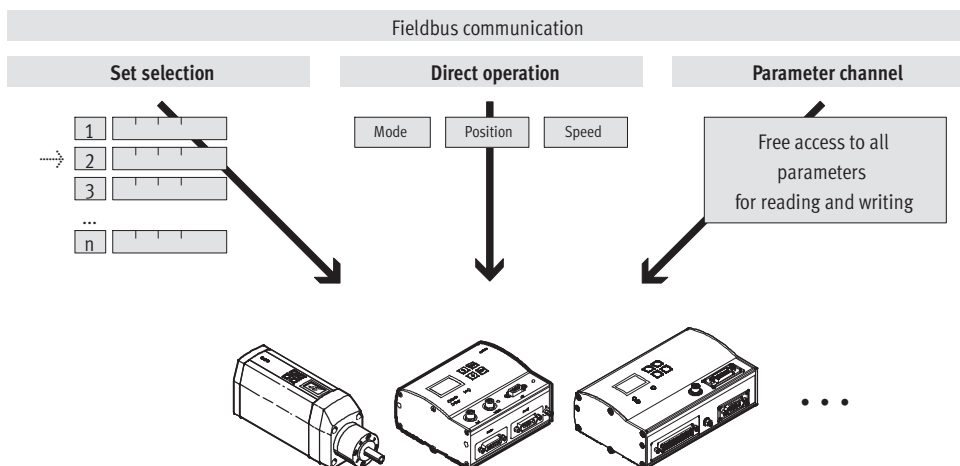 Fieldbus communication
Set selection
Direct operation
Parameter channel
1
2
3
...
n
Mode
Position
Speed
Free access to all
parameters
for reading and writing
...